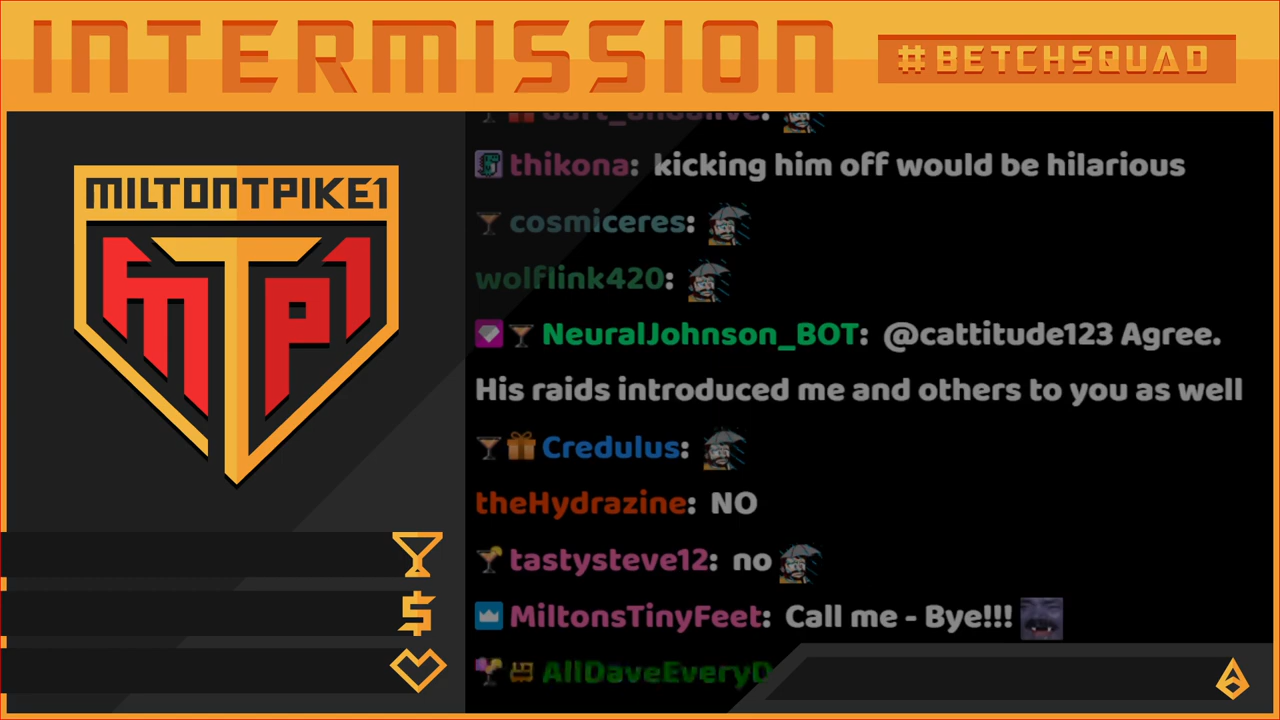 INTERMISSION
#BETCHSQUAD
MILTONTPIKE1
MTP1
thikona: kicking him off would be hilarious
cosmiceres:
wolflink420:
NeuralJohnson_BOT: @cattitude123 Agree.
His raids introduced me and others to you as well
Credulus:
theHydrazine: NO
tastysteve12: no
MiltonsTinyFeet: Call me - Bye!!!
AllDaveEveryD